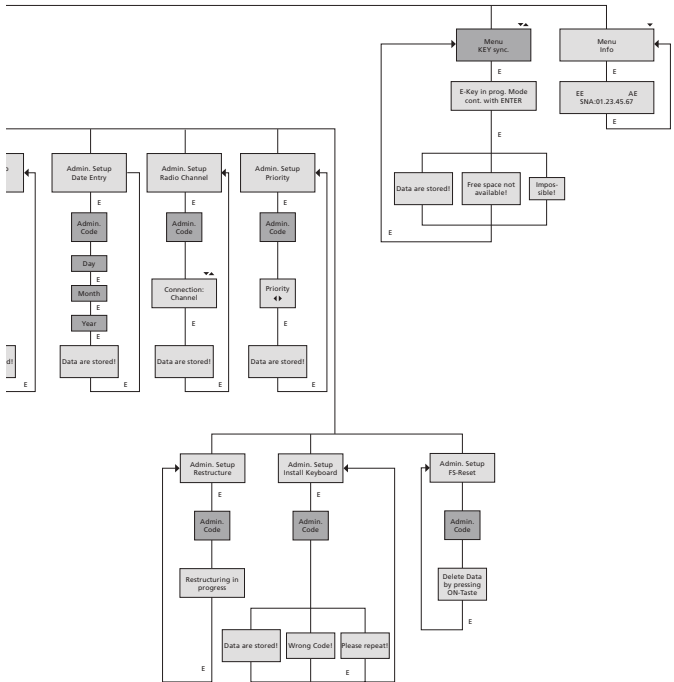 Menu
KEY sync.
E
E-Key in prog. Mode
cont. with ENTER
E
Data are stored!
Free space not
available!
Impos-
sible!
E
Menu
Info
E
EE AE
SNA:01.23.45.67
E
d!
E
Admin. Setup
Date Entry
E
Admin.
Code
Day
E
Month
E
Year
E
Data are stored!
E
Admin. Setup
Radio Channel
E
Admin.
Code
Connection:
Channel
E
Data are stored!
E
Admin. Setup
Priority
E
Admin.
Code
Priority
E
Data are stored!
E
Admin. Setup
Restructure
E
Admin.
Code
Restructuring in
progress
E
Admin. Setup
Install Keyboard
E
Admin.
Code
Data are stored!
Wrong Code!
Please repeat!
E
Admin. Setup
FS-Reset
E
Admin.
Code
Delete Data
by pressing
ON-Taste
E